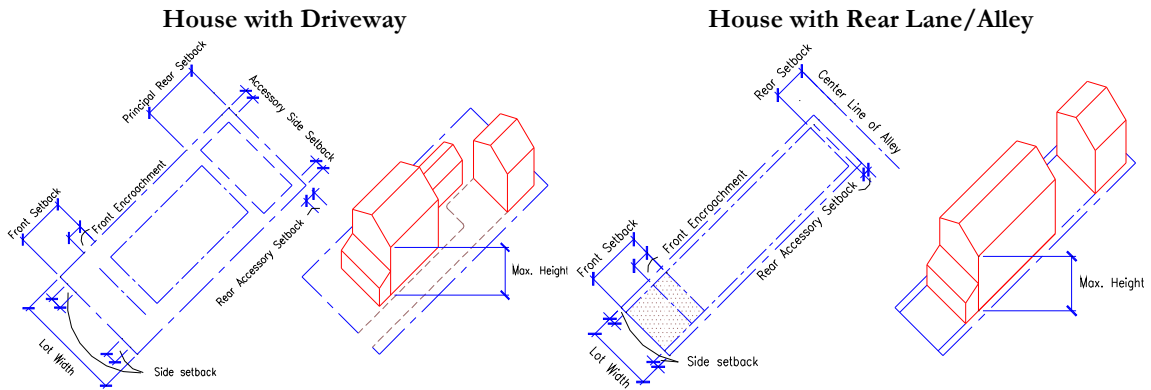 House with Driveway
Principal Rear Setback
Accessory Side Setback
Front Setback
Front Encroachment
Rear Accessory Setback
Max. Height
Lot Width
Side setback
House with Rear Lane/Alley
Rear Setback
Center Line of Alley
Front Setback
Front Encroachment
Rear Accessory Setback
Max. Height
Lot Width
Side setback